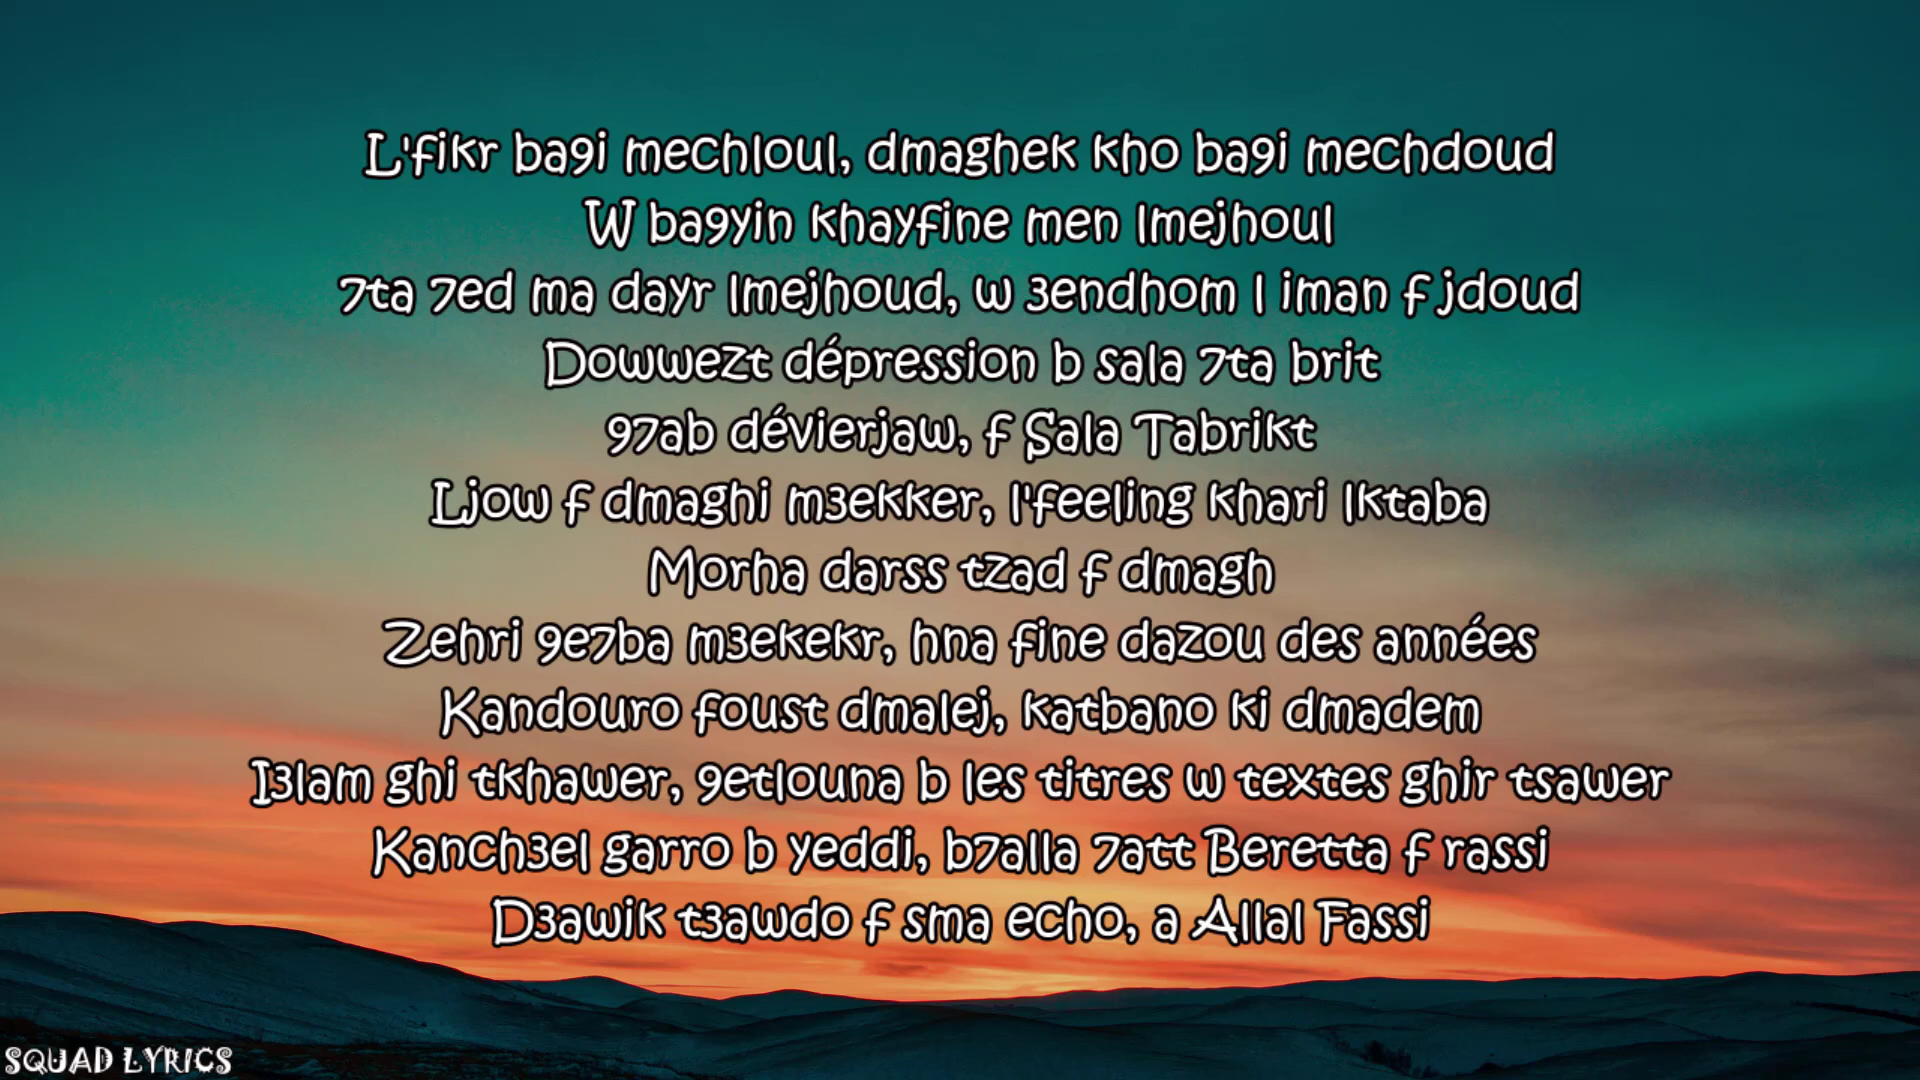 L'fikr ba9i mechloul, dmaghek kho ba9i mechdoud
W ba9yin khayfine men lmejhoul
7ta 7ed ma dayr lmejhoud, w 3endhom l iman f jdoud
Dowwezt dépression b sala 7ta brit
97ab dévierjaw, f Sala Tabrikt
Ljow f dmaghi m3ekker, l'feeling khari lktaba
Morha darss tzad f dmagh
Zehri 9e7ba m3ekekr, hna fine dazou des années
Kandouro foust dmalej, katbano ki dmadem
I3lam ghi tkhawer, 9etlouna b les titres w textes ghir tsawer
Kanch3el garro b yeddi, b7alla 7att Beretta f rassi
D3awik t3awdo f sma echo, a Allal Fassi
SQUAD LYRICS